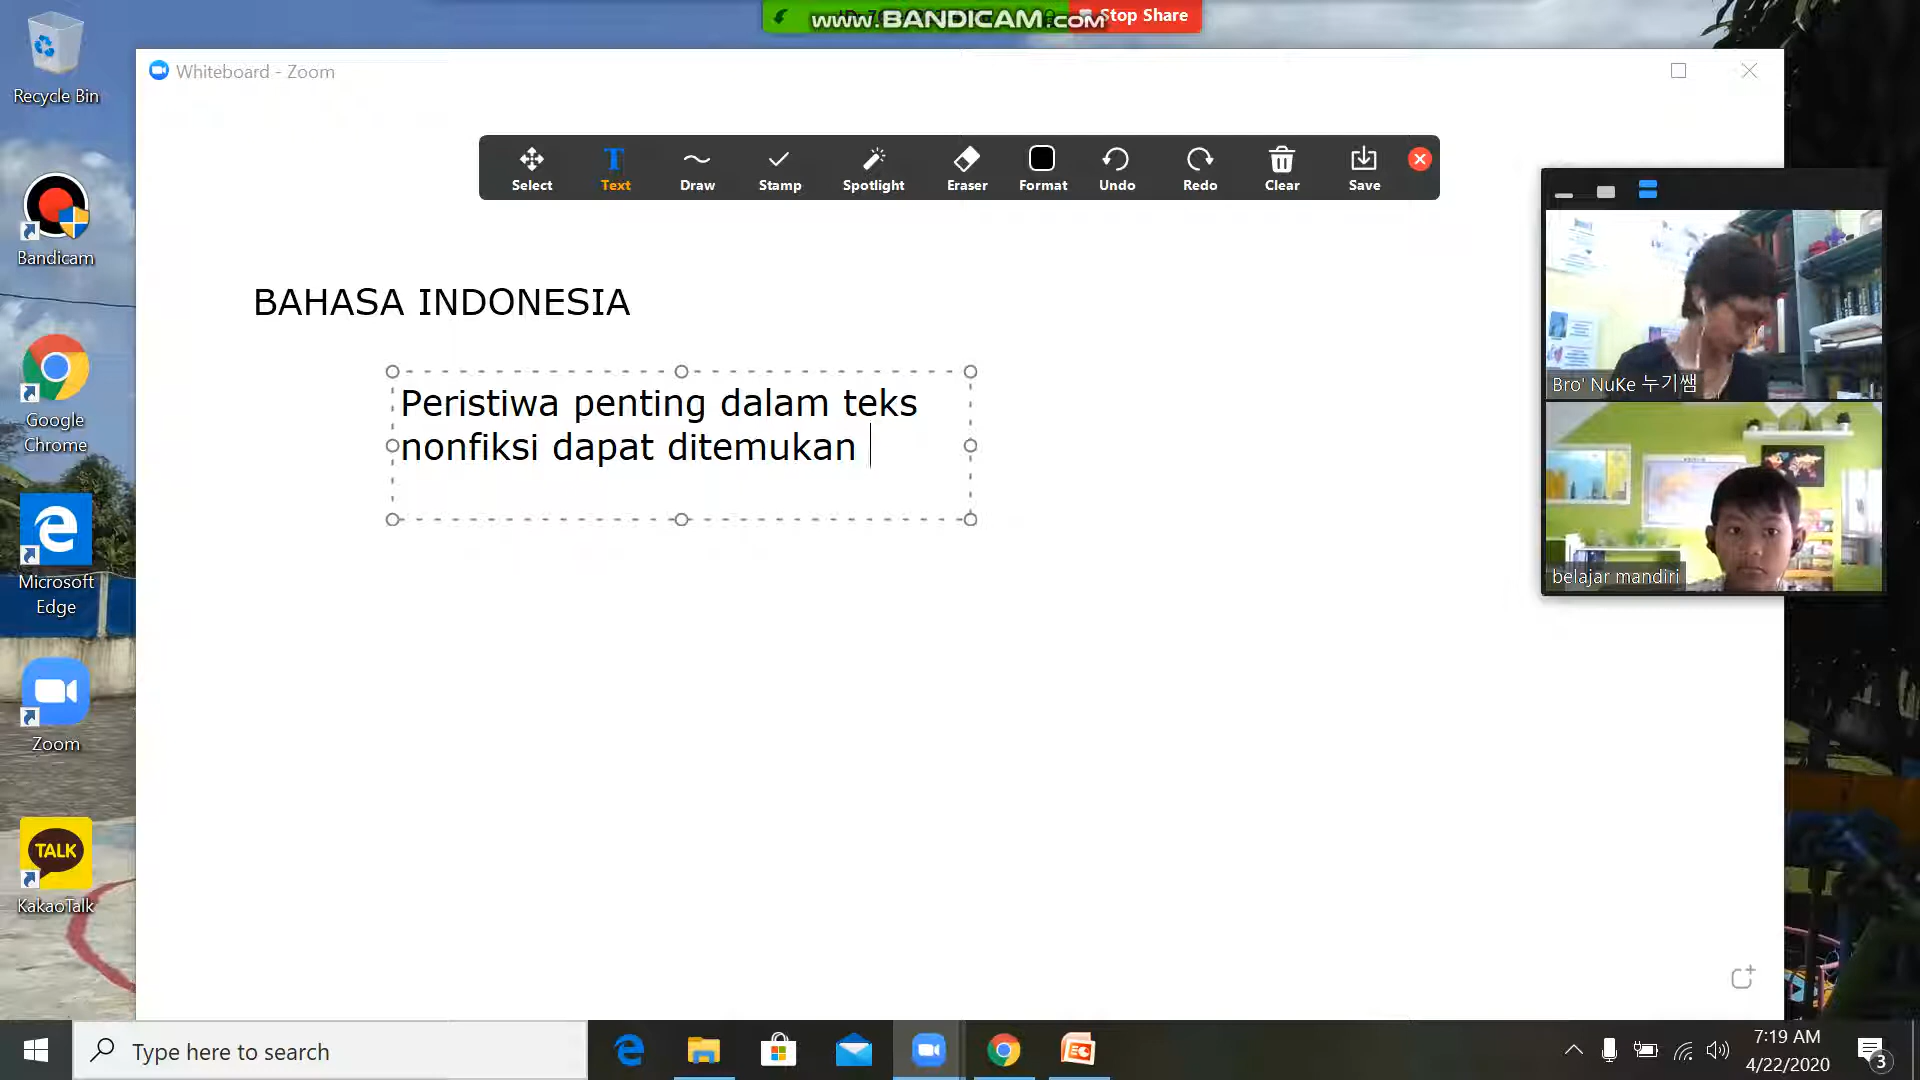 www.BANDICAM.com
Stop Share
Recycle Bin
Whiteboard - Zoom
Select
Text
Draw
Stamp
Spotlight
Eraser
Format
Undo
Redo
Clear
Save
Bandicam
BAHASA INDONESIA
Peristiwa penting dalam teks
nonfiksi dapat ditemukan
Bro' NuKe 누기쌤
belajar mandiri
Google
Chrome
Microsoft
Edge
Zoom
TALK
KakaoTalk
Type here to search
7:19 AM
4/22/2020
3